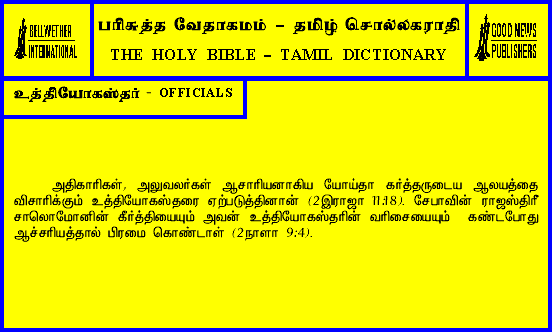 BELLWETHER
INTERNATIONAL
பரிசுத்த வேதாகமம் - தமிழ் சொல்லகராதி
THE HOLY BIBLE - TAMIL DICTIONARY
GOOD NEWS
PUBLISHERS
உத்தியோகஸ்தர் - OFFICIALS
அதிகாரிகள், அலுவலர்கள் ஆசாரியனாகிய யோய்தா கர்த்தருடைய ஆலயத்தை
விசாரிக்கும் உத்தியோகஸ்தரை ஏற்படுத்தினான் (2இராஜா 11:18). சேபாவின் ராஜஸ்திரீ
சாலொமோனின் கீர்த்தியையும் அவன் உத்தியோகஸ்தரின் வரிசையையும் கண்டபோது
ஆச்சரியத்தால் பிரமை கொண்டாள் (2நாளா 9:4).